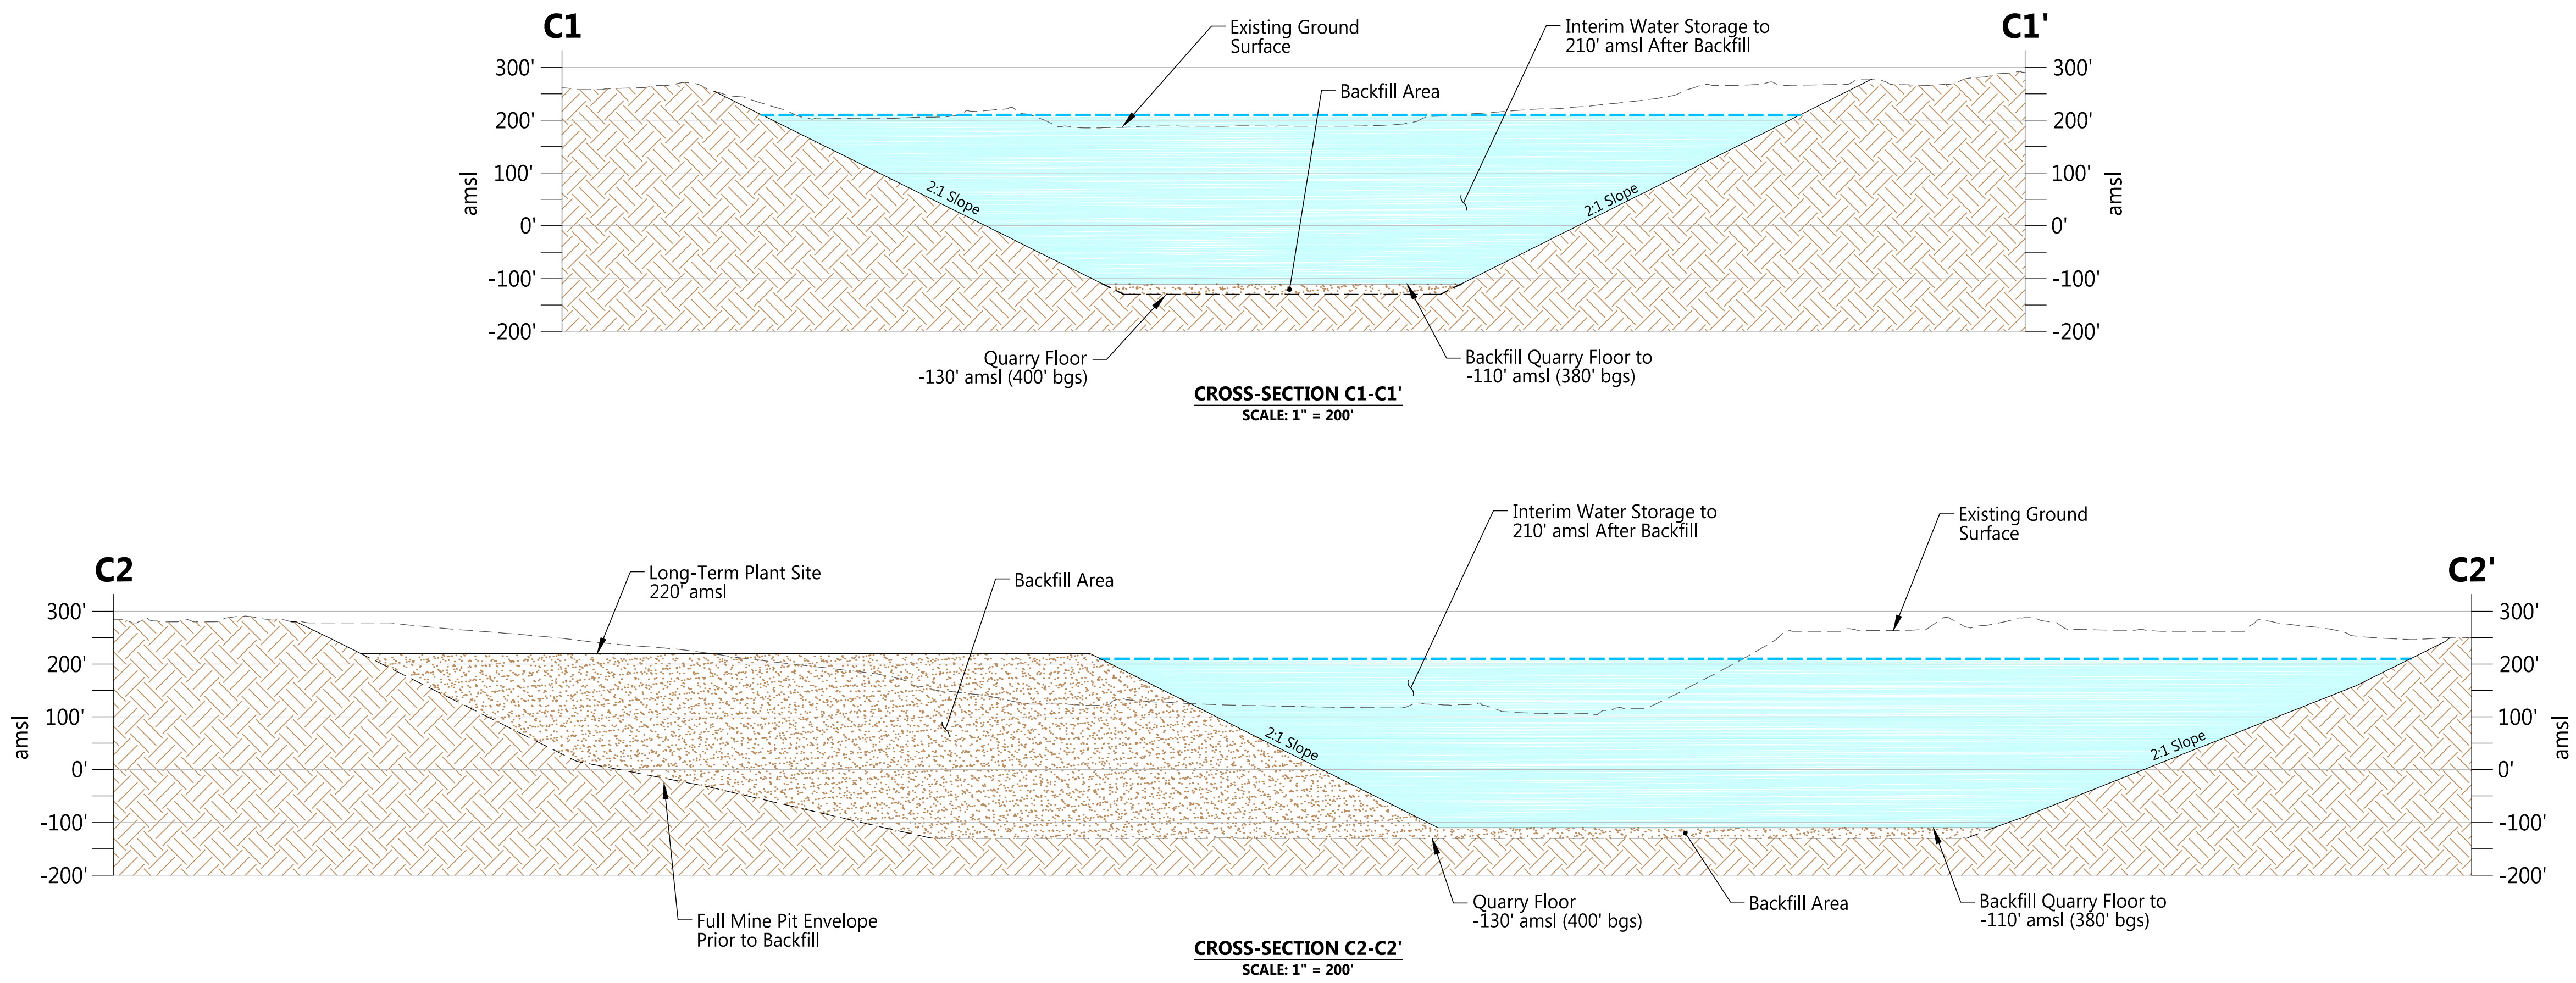 C1
C1'
Existing Ground
Surface
Interim Water Storage to
210' amsl After Backfill
Backfill Area
300'
200'
100'
0'
-100'
-200'
amsl
300'
200'
100'
0'
-100'
-200'
amsl
2:1 Slope
2:1 Slope
Quarry Floor
-130' amsl (400' bgs)
Backfill Quarry Floor to
-110' amsl (380' bgs)
CROSS-SECTION C1-C1'
SCALE: 1" = 200'
C2
C2'
Long-Term Plant Site
220' amsl
Backfill Area
Interim Water Storage to
210' amsl After Backfill
Existing Ground
Surface
300'
200'
100'
0'
-100'
-200'
amsl
300'
200'
100'
0'
-100'
-200'
amsl
2:1 Slope
2:1 Slope
Full Mine Pit Envelope
Prior to Backfill
Quarry Floor
-130' amsl (400' bgs)
Backfill Area
Backfill Quarry Floor to
-110' amsl (380' bgs)
CROSS-SECTION C2-C2'
SCALE: 1" = 200'